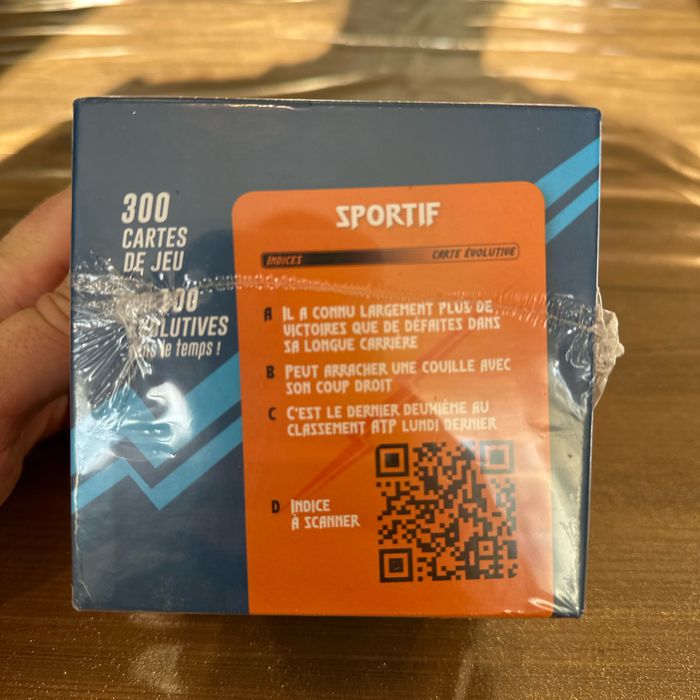 300
CARTES
DE JEU
SPORTIF
INDICES
CARTE ÉVOLUTIVE
A IL A CONNU LARGEMENT PLUS DE
VICTOIRES QUE DE DÉFAITES DANS
SA LONGUE CARRIÈRE
B PEUT ARRACHER UNE COUILLE AVEC
SON COUP DROIT
C C'EST LE DERNIER DEUXIÈME AU
CLASSEMENT ATP LUNDI DERNIER
D INDICE
À SCANNER
le temps !